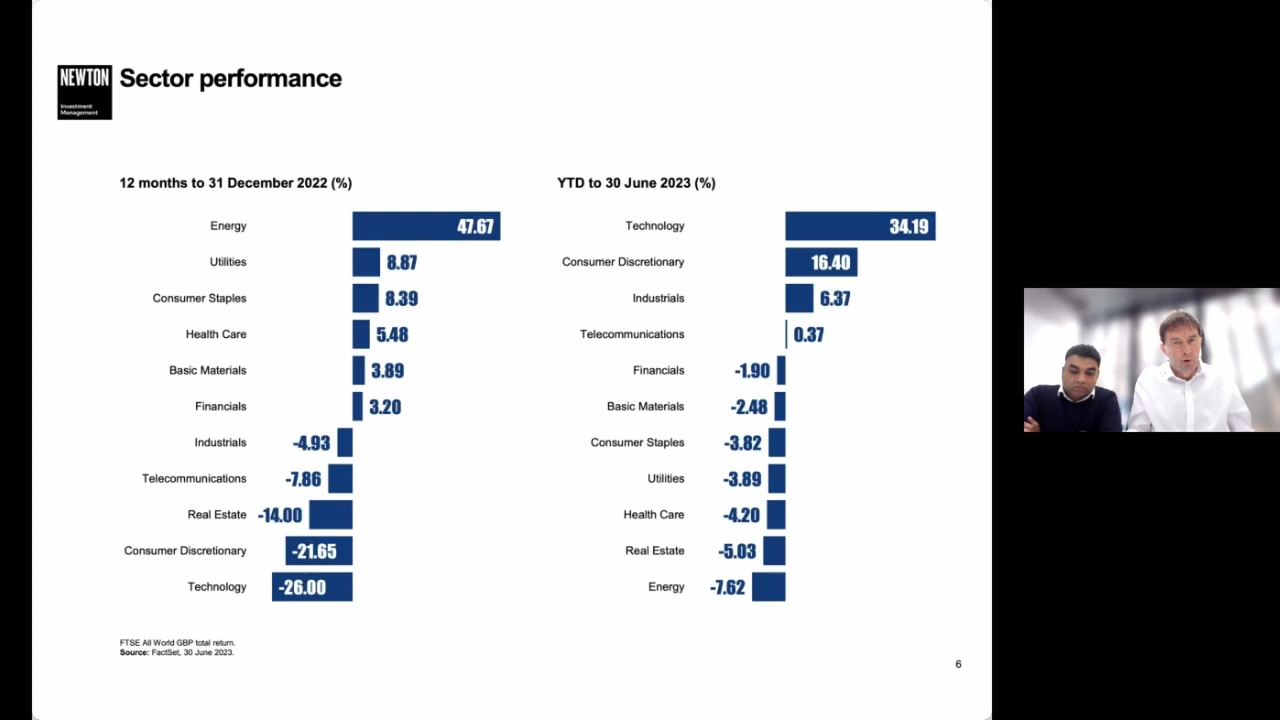 NEWTON
Investment
Management
Sector performance
12 months to 31 December 2022 (%)
Energy 47.67
Utilities 8.87
Consumer Staples 8.39
Health Care 5.48
Basic Materials 3.89
Financials 3.20
Industrials -4.93
Telecommunications -7.86
Real Estate -14.00
Consumer Discretionary -21.65
Technology -26.00
YTD to 30 June 2023 (%)
Technology 34.19
Consumer Discretionary 16.40
Industrials 6.37
Telecommunications 0.37
Financials -1.90
Basic Materials -2.48
Consumer Staples -3.82
Utilities -3.89
Health Care -4.20
Real Estate -5.03
Energy -7.62
FTSE All World GBP total return.
Source: FactSet, 30 June 2023.
6